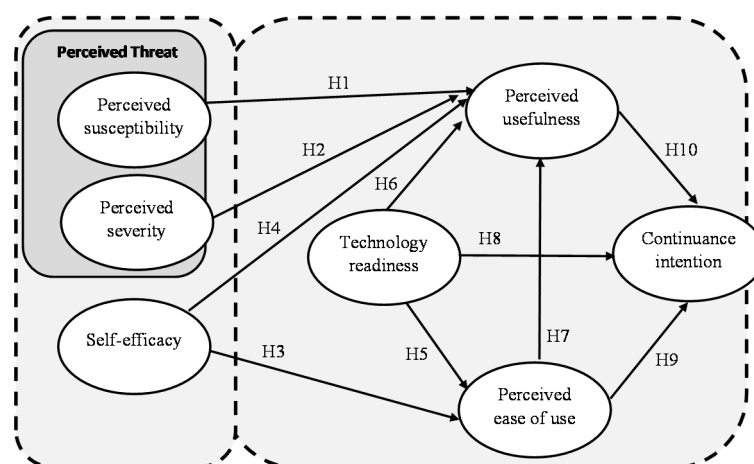 Perceived Threat
Perceived
susceptibility
H1
Perceived
usefulness
H2
H6
H10
Perceived
severity
H4
Technology
readiness
H8
Continuance
intention
Self-efficacy
H3
H5
H7
H9
Perceived
ease of use